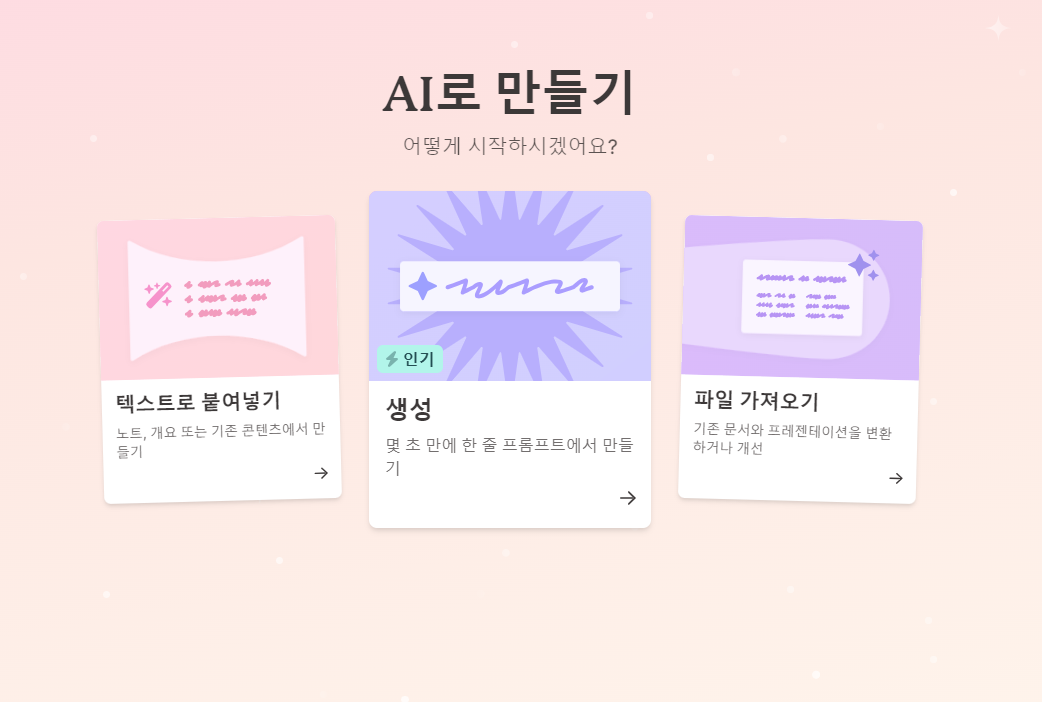 AI로 만들기
어떻게 시작하시겠어요?
텍스트로 붙여넣기
노트, 개요 또는 기존 콘텐츠에서 만
들기
인기
생성
몇 초 만에 한 줄 프롬프트에서 만들
기
파일 가져오기
기존 문서와 프레젠테이션을 변환
하거나 개선